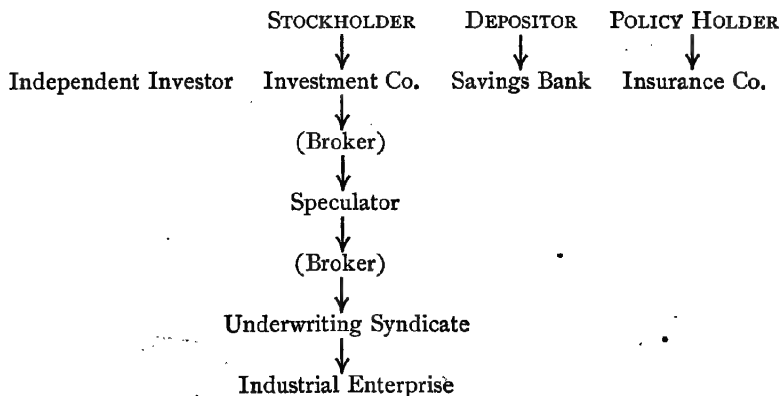 STOCKHOLDER DEPOSITOR POLICY HOLDER
Independent Investor Investment Co. Savings Bank Insurance Co.
(Broker)
Speculator
(Broker)
Underwriting Syndicate
Industrial Enterprise